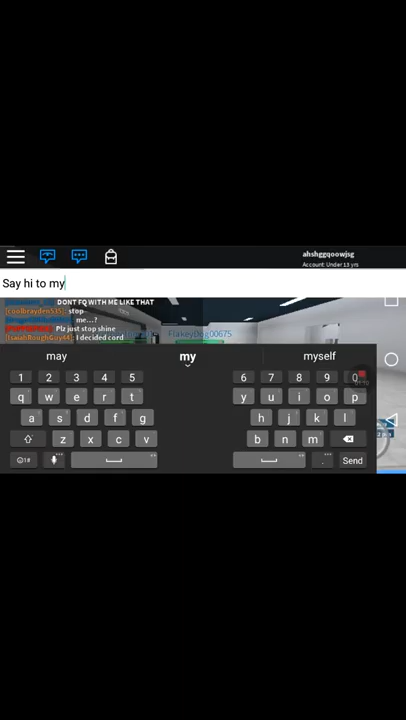 ahshggqoowjsg
Account: Under 13 yrs
Say hi to my
DONT FQ WITH ME LIKE THAT
[coolbrayden535]: stop
me...?
Plz just stop shine
[IsaiahRoughGuy44]: I decided cord
FlakeyDog00675
may my myself
1 2 3 4 5 6 7 8 9 0
q w e r t y u i o p
a s d f g h j k l
z x c v b n m
Send